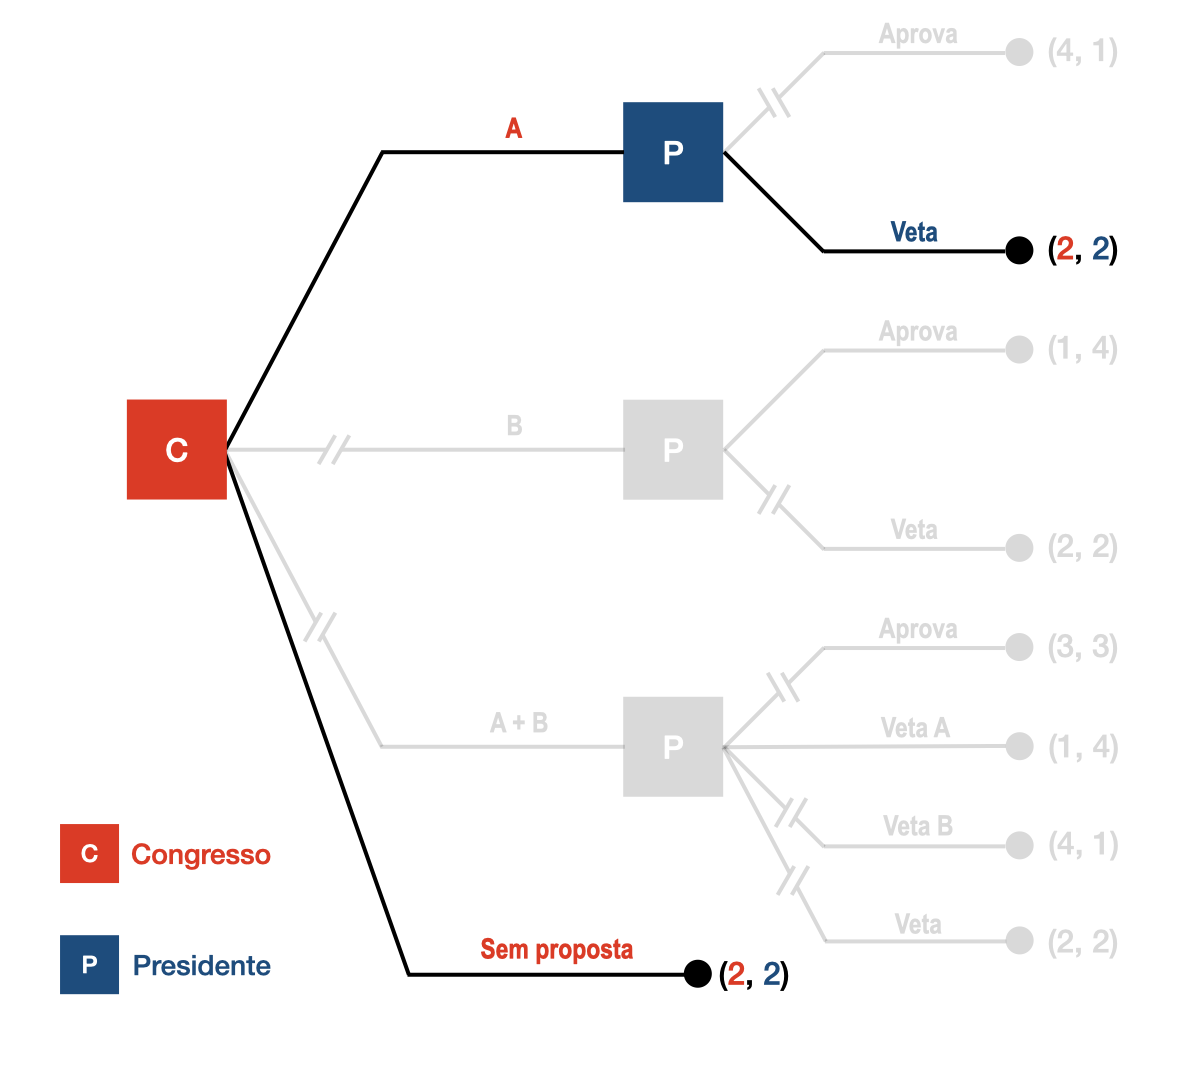 Aprova
(4, 1)
A
P
Veta
(2, 2)
Aprova
(1, 4)
B
C
P
Veta
(2, 2)
Aprova
(3, 3)
A + B
P
Veta A
(1, 4)
Veta B
(4, 1)
C
Congresso
Veta
(2, 2)
Sem proposta
(2, 2)
P
Presidente